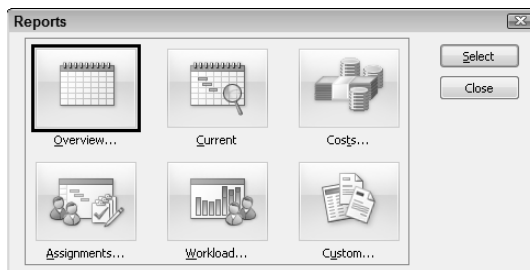 Reports
Overview...
Current
Costs...
Select
Close
Assignments...
Workload...
Custom...